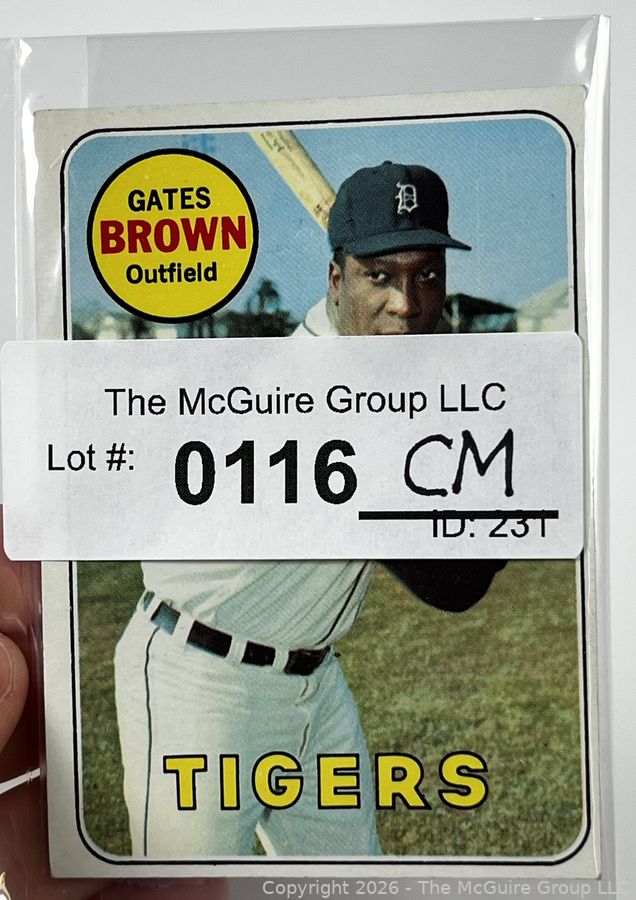 GATES
BROWN
Outfield
D
The McGuire Group LLC
Lot #: 0116 CM
ID: 231
TIGERS
Copyright 2026 - The McGuire Group LLC